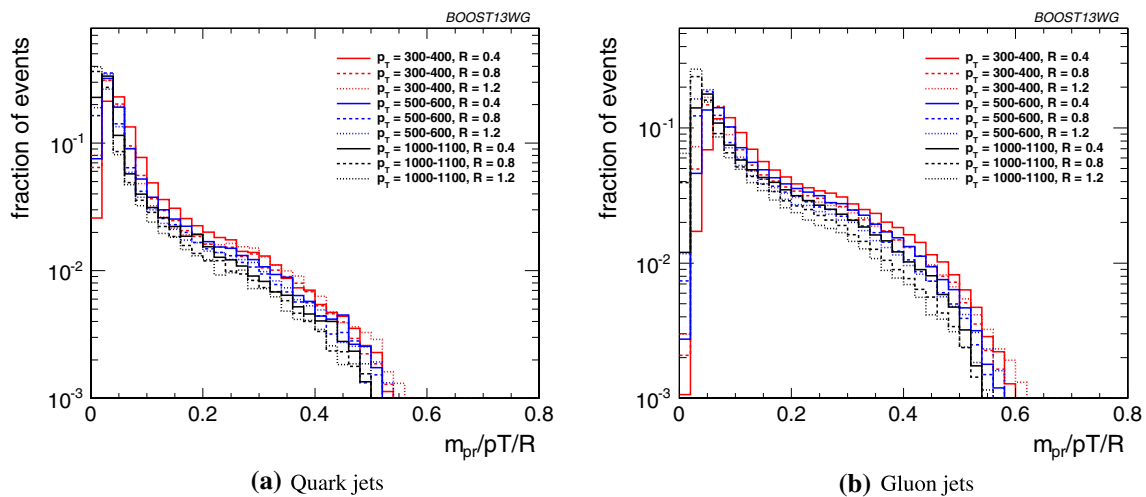 BOOST13WG
fraction of events
p_T = 300-400, R = 0.4
p_T = 300-400, R = 0.8
p_T = 300-400, R = 1.2
p_T = 500-600, R = 0.4
p_T = 500-600, R = 0.8
p_T = 500-600, R = 1.2
p_T = 1000-1100, R = 0.4
p_T = 1000-1100, R = 0.8
p_T = 1000-1100, R = 1.2
10^-1
10^-2
10^-3
0 0.2 0.4 0.6 0.8
m_pr/pT/R
(a) Quark jets
BOOST13WG
fraction of events
p_T = 300-400, R = 0.4
p_T = 300-400, R = 0.8
p_T = 300-400, R = 1.2
p_T = 500-600, R = 0.4
p_T = 500-600, R = 0.8
p_T = 500-600, R = 1.2
p_T = 1000-1100, R = 0.4
p_T = 1000-1100, R = 0.8
p_T = 1000-1100, R = 1.2
10^-1
10^-2
10^-3
0 0.2 0.4 0.6 0.8
m_pr/pT/R
(b) Gluon jets